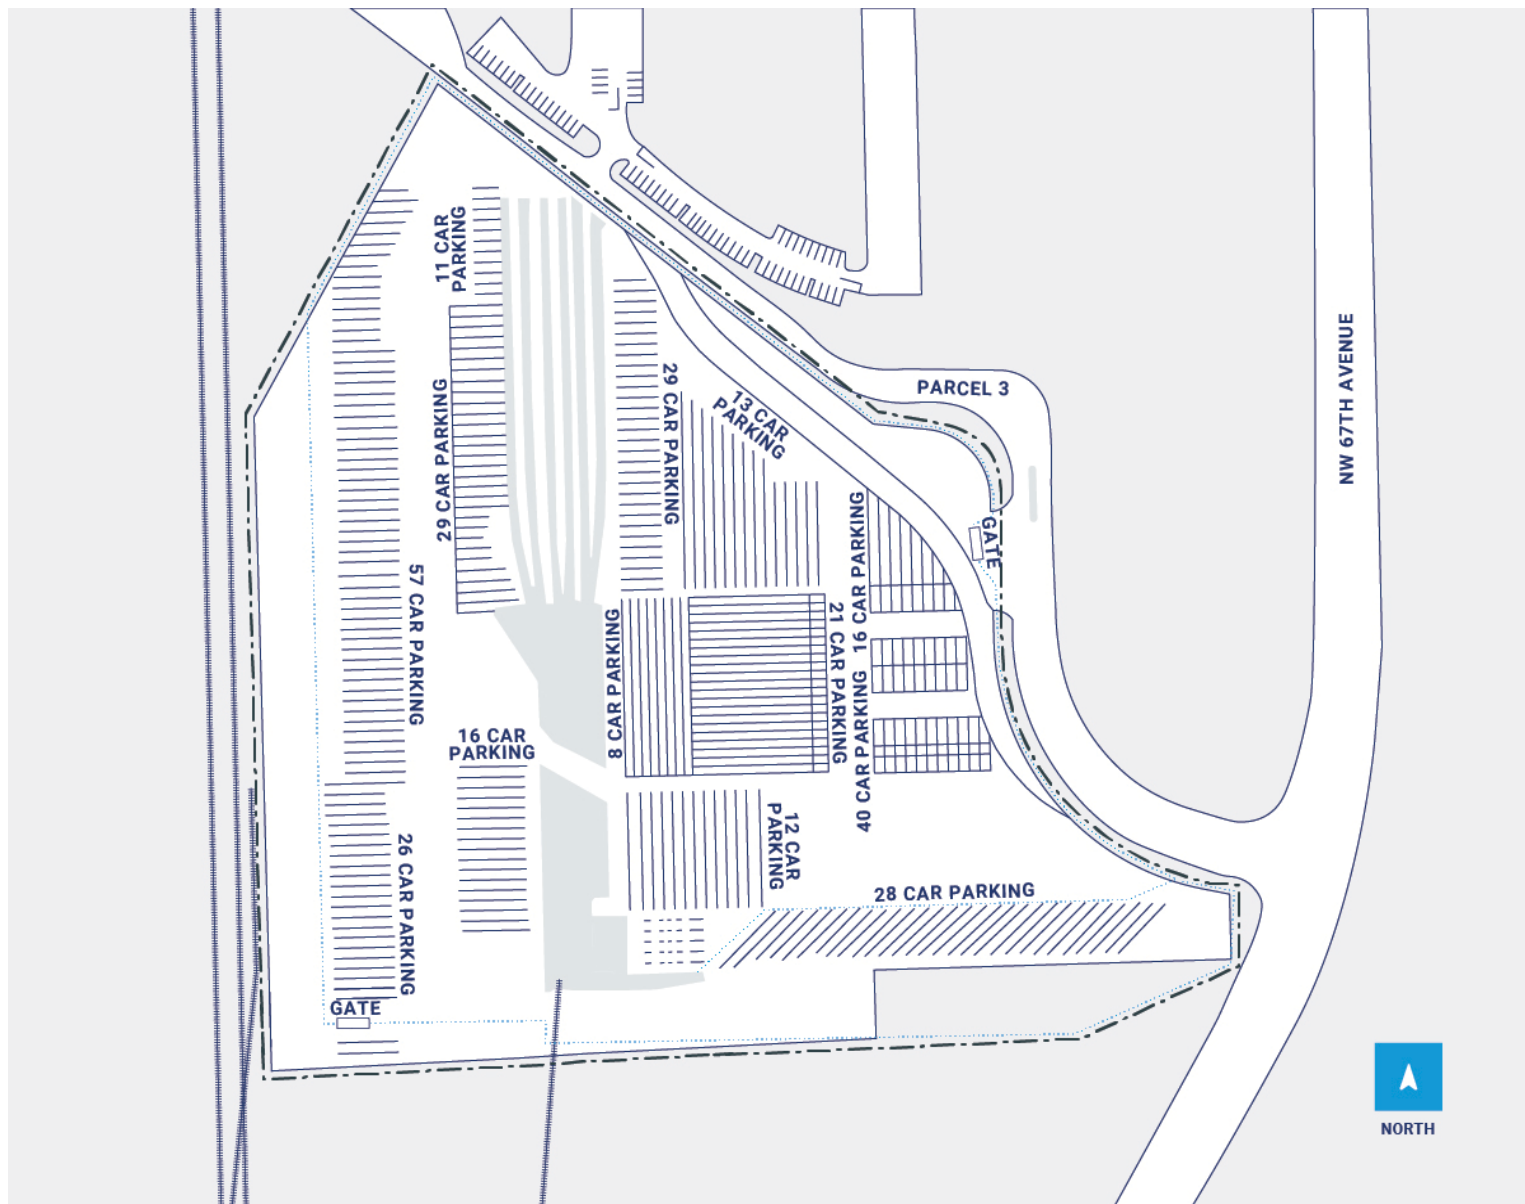 11 CAR
PARKING
29 CAR PARKING
29 CAR PARKING
13 CAR
PARKING
PARCEL 3
NW 67TH AVENUE
GATE
16 CAR PARKING
57 CAR PARKING
8 CAR PARKING
21 CAR PARKING
40 CAR PARKING
16 CAR
PARKING
12 CAR
PARKING
26 CAR PARKING
28 CAR PARKING
GATE
NORTH